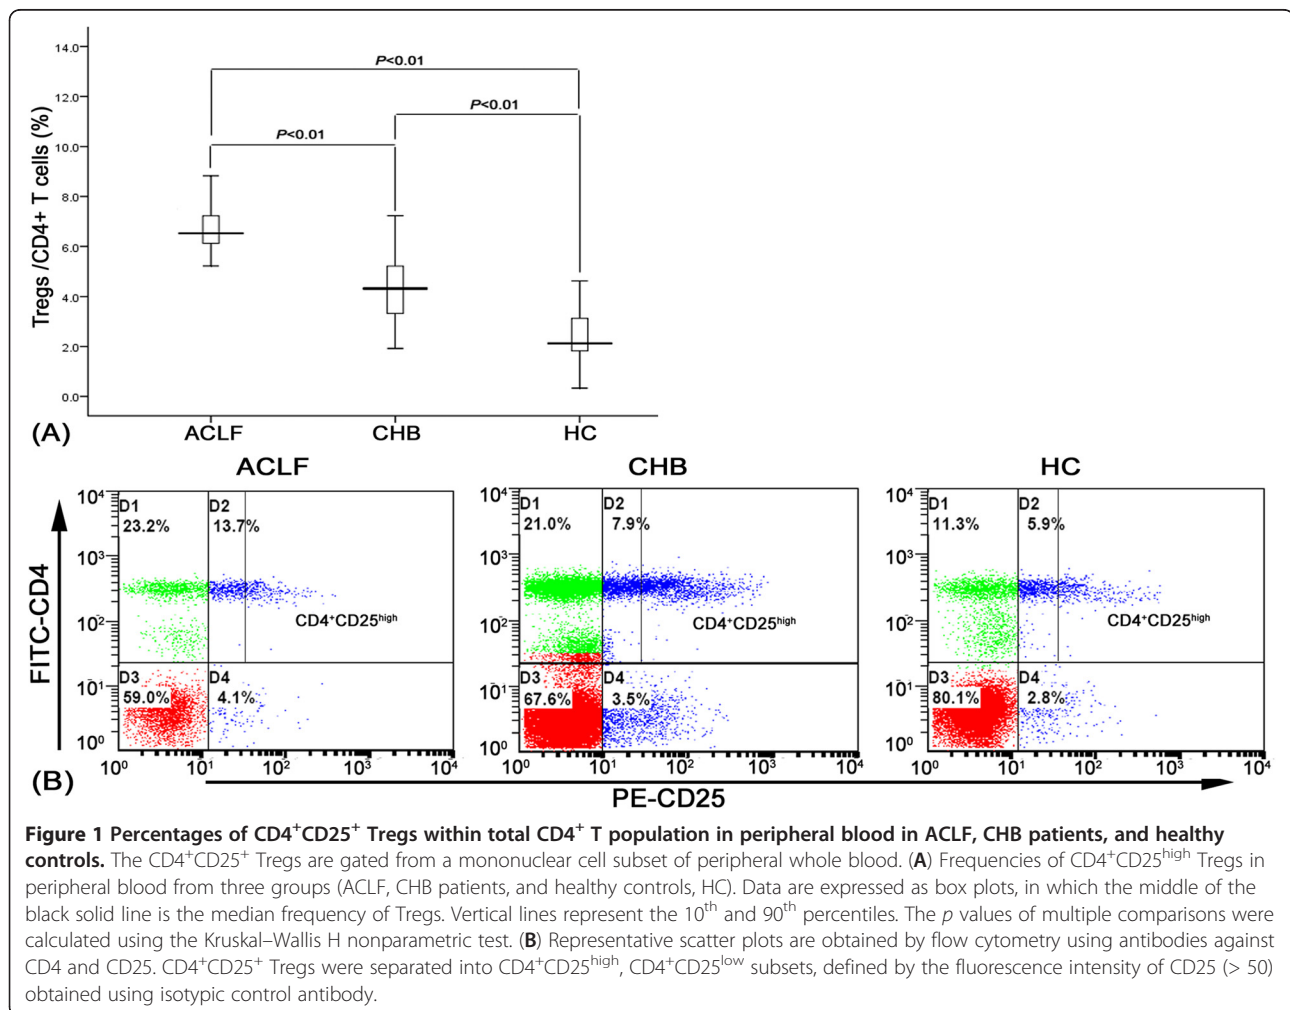 14.0
12.0
10.0
8.0
6.0
4.0
2.0
0.0
Tregs /CD4+ T cells (%)
P<0.01
P<0.01
P<0.01
(A)
ACLF CHB HC
ACLF CHB HC
FITC-CD4
10⁴
10³
10²
10¹
10⁰
D1
23.2%
D2
13.7%
CD4⁺CD25ʰⁱᵍʰ
D3
59.0%
D4
4.1%
10⁰ 10¹ 10² 10³ 10⁴
10⁴
10³
10²
10¹
10⁰
D1
21.0%
D2
7.9%
CD4⁺CD25ʰⁱᵍʰ
D3
67.6%
D4
3.5%
10⁰ 10¹ 10² 10³ 10⁴
10⁴
10³
10²
10¹
10⁰
D1
11.3%
D2
5.9%
CD4⁺CD25ʰⁱᵍʰ
D3
80.1%
D4
2.8%
10⁰ 10¹ 10² 10³ 10⁴
(B)
PE-CD25
Figure 1 Percentages of CD4⁺CD25⁺ Tregs within total CD4⁺ T population in peripheral blood in ACLF, CHB patients, and healthy
controls. The CD4⁺CD25⁺ Tregs are gated from a mononuclear cell subset of peripheral whole blood. (A) Frequencies of CD4⁺CD25ʰⁱᵍʰ Tregs in
peripheral blood from three groups (ACLF, CHB patients, and healthy controls, HC). Data are expressed as box plots, in which the middle of the
black solid line is the median frequency of Tregs. Vertical lines represent the 10ᵗʰ and 90ᵗʰ percentiles. The p values of multiple comparisons were
calculated using the Kruskal–Wallis H nonparametric test. (B) Representative scatter plots are obtained by flow cytometry using antibodies against
CD4 and CD25. CD4⁺CD25⁺ Tregs were separated into CD4⁺CD25ʰⁱᵍʰ, CD4⁺CD25ˡᵒʷ subsets, defined by the fluorescence intensity of CD25 (> 50)
obtained using isotypic control antibody.